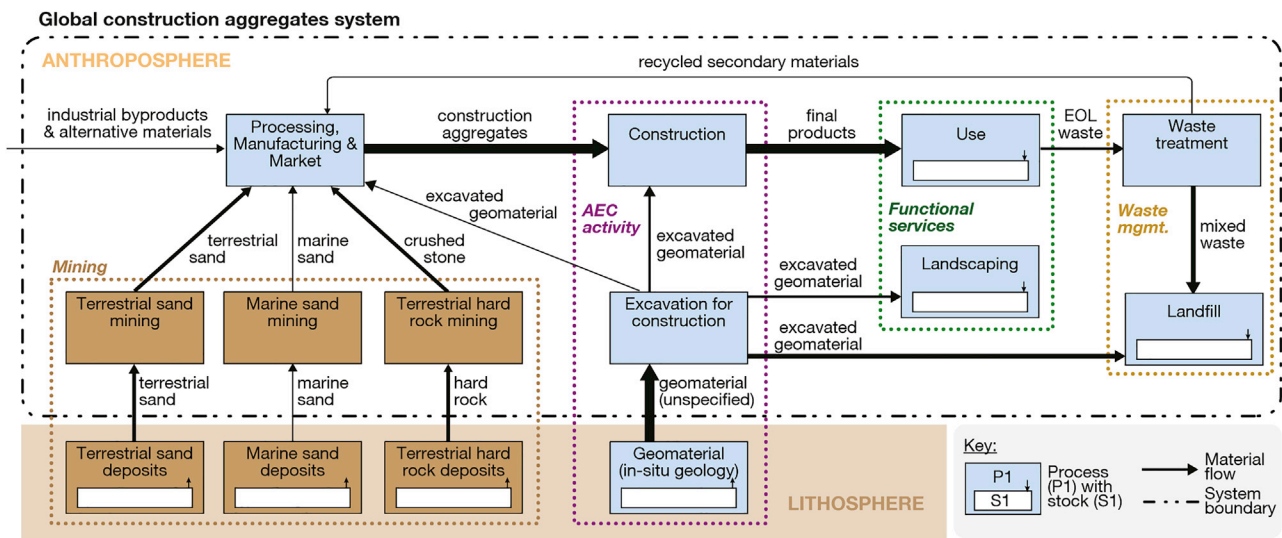 Global construction aggregates system
ANTHROPOSPHERE
recycled secondary materials
industrial byproducts
& alternative materials
Processing,
Manufacturing &
Market
construction
aggregates
Construction
final
products
Use
EOL
waste
Waste
treatment
excavated
geomaterial
AEC
activity
Functional
services
Waste
mgmt.
mixed
waste
terrestrial
sand
marine
sand
crushed
stone
excavated
geomaterial
Landscaping
excavated
geomaterial
Mining
Terrestrial sand
mining
Marine sand
mining
Terrestrial hard
rock mining
Excavation for
construction
excavated
geomaterial
Landfill
terrestrial
sand
marine
sand
hard
rock
geomaterial
(unspecified)
Terrestrial sand
deposits
Marine sand
deposits
Terrestrial hard
rock deposits
Geomaterial
(in-situ geology)
LITHOSPHERE
Key:
P1
S1
Process
(P1) with
stock (S1)
Material
flow
System
boundary